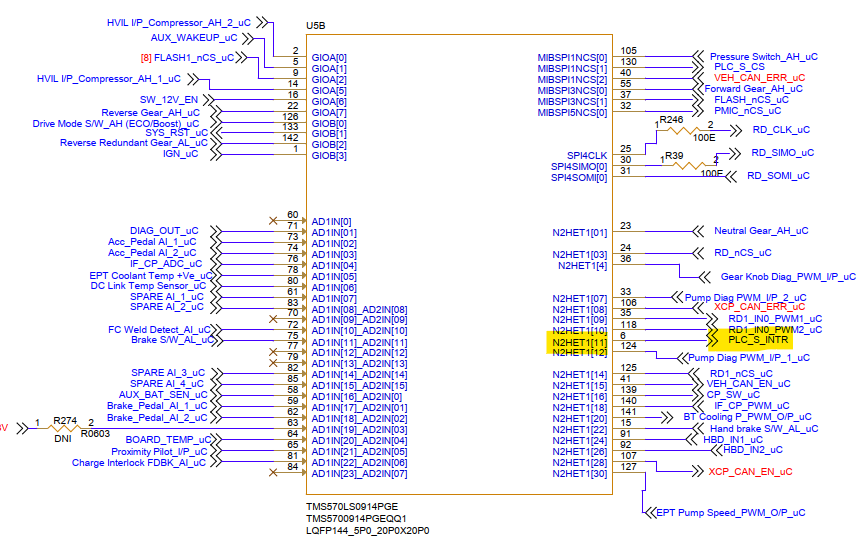 U5B
HVIL I/P_Compressor_AH_2_uC 2 GIOA[0]
AUX_WAKEUP_uC 5 GIOA[1]
[8] FLASH1_nCS_uC 9 GIOA[2]
HVIL I/P_Compressor_AH_1_uC 14 GIOA[5]
SW_12V_EN 16 GIOA[6]
Reverse Gear_AH_uC 22 GIOA[7]
Drive Mode S/W_AH (ECO/Boost)_uC 126 GIOB[0]
SYS_RST_uC 133 GIOB[1]
Reverse Redundant Gear_AL_uC 142 GIOB[2]
IGN_uC 1 GIOB[3]
MIBSPI1NCS[0] 105 Pressure Switch_AH_uC
MIBSPI1NCS[1] 130 PLC_S_CS
MIBSPI1NCS[2] 40 VEH_CAN_ERR_uC
MIBSPI3NCS[0] 55 Forward Gear_AH_uC
MIBSPI3NCS[1] 37 FLASH_nCS_uC
MIBSPI5NCS[0] 32 PMIC_nCS_uC
SPI4CLK 25 1 R246 2 100E RD_CLK_uC
SPI4SIMO[0] 30 1 R39 2 100E RD_SIMO_uC
SPI4SOMI[0] 31 RD_SOMI_uC
60 AD1IN[0]
DIAG_OUT_uC 71 AD1IN[01]
Acc_Pedal AI_1_uC 73 AD1IN[02]
Acc_Pedal AI_2_uC 74 AD1IN[03]
IF_CP_ADC_uC 76 AD1IN[04]
EPT Coolant Temp +Ve_uC 78 AD1IN[05]
DC Link Temp Sensor_uC 80 AD1IN[06]
SPARE AI_1_uC 61 AD1IN[07]
SPARE AI_2_uC 83 AD1IN[08]_AD2IN[08]
70 AD1IN[09]_AD2IN[09]
FC Weld Detect_AI_uC 72 AD1IN[10]_AD2IN[10]
Brake S/W_AL_uC 75 AD1IN[11]_AD2IN[11]
77 AD1IN[12]_AD2IN[12]
79 AD1IN[13]_AD2IN[13]
SPARE AI_3_uC 82 AD1IN[14]_AD2IN[14]
SPARE AI_4_uC 85 AD1IN[15]_AD2IN[15]
AUX_BAT_SEN_uC 58 AD1IN[16]_AD2IN[0]
Brake_Pedal_AI_1_uC 59 AD1IN[17]_AD2IN[01]
Brake_Pedal_AI_2_uC 62 AD1IN[18]_AD2IN[02]
8V 1 R274 2 DNI R0603 63 AD1IN[19]_AD2IN[03]
BOARD_TEMP_uC 64 AD1IN[20]_AD2IN[04]
Proximity Pilot_I/P_uC 65 AD1IN[21]_AD2IN[05]
Charge Interlock FDBK_AI_uC 81 AD1IN[22]_AD2IN[06]
84 AD1IN[23]_AD2IN[07]
N2HET1[01] 23 Neutral Gear_AH_uC
N2HET1[03] 24 RD_nCS_uC
N2HET1[4] 36 Gear Knob Diag_PWM_I/P_uC
N2HET1[07] 33 Pump Diag PWM_I/P_2_uC
N2HET1[08] 106 XCP_CAN_ERR_uC
N2HET1[09] 35 RD1_IN0_PWM1_uC
N2HET1[10] 118 RD1_IN0_PWM2_uC
N2HET1[11] 6 PLC_S_INTR
N2HET1[12] 124 Pump Diag PWM_I/P_1_uC
N2HET1[14] 125 RD1_nCS_uC
N2HET1[15] 41 VEH_CAN_EN_uC
N2HET1[16] 139 CP_SW_uC
N2HET1[18] 140 IF_CP_PWM_uC
N2HET1[20] 141 BT Cooling P_PWM_O/P_uC
N2HET1[22] 15 Hand brake S/W_AL_uC
N2HET1[24] 91 HBD_IN1_uC
N2HET1[26] 92 HBD_IN2_uC
N2HET1[28] 107 XCP_CAN_EN_uC
N2HET1[30] 127 EPT Pump Speed_PWM_O/P_uC
TMS570LS0914PGE
TMS5700914PGEQQ1
LQFP144_5P0_20P0X20P0